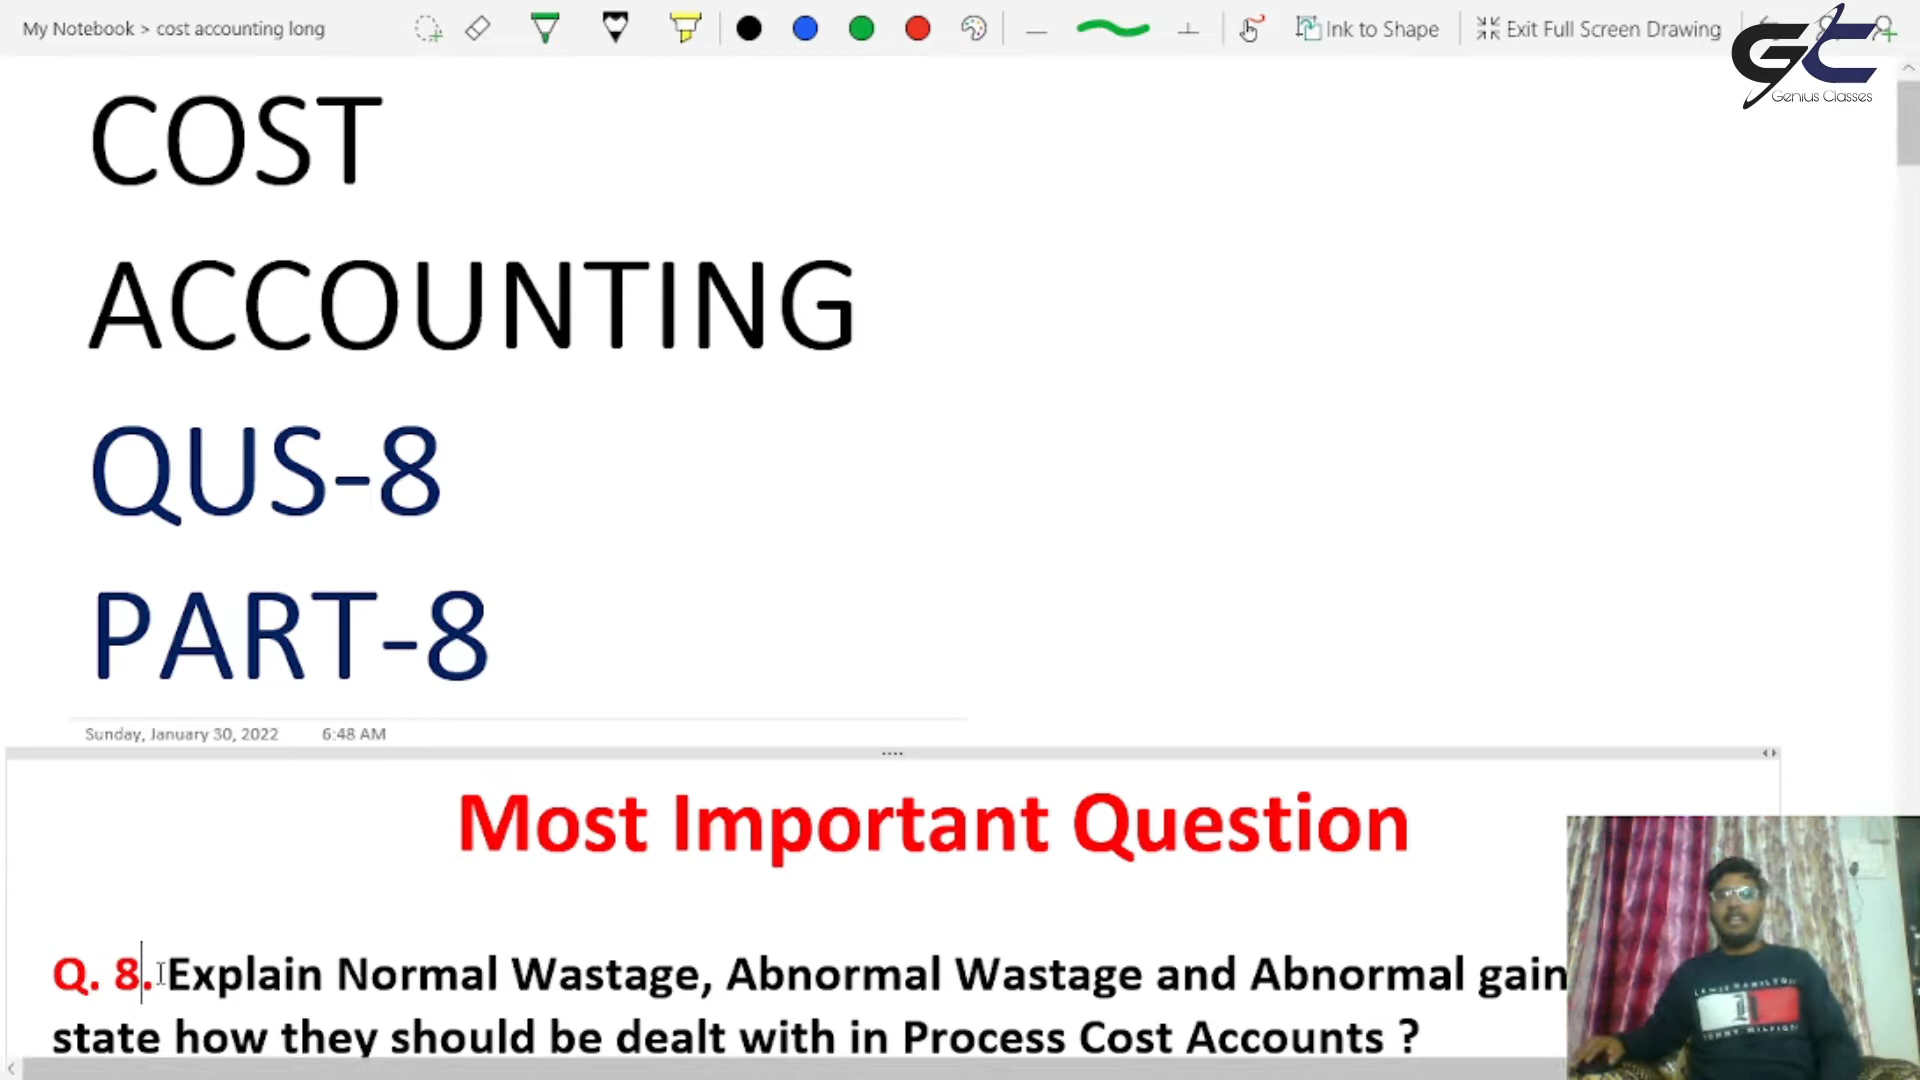 My Notebook > cost accounting long
Ink to Shape
Exit Full Screen Drawing
GC
Genius Classes
COST
ACCOUNTING
QUS-8
PART-8
Sunday, January 30, 2022 6:48 AM
Most Important Question
Q. 8. Explain Normal Wastage, Abnormal Wastage and Abnormal gain
state how they should be dealt with in Process Cost Accounts ?